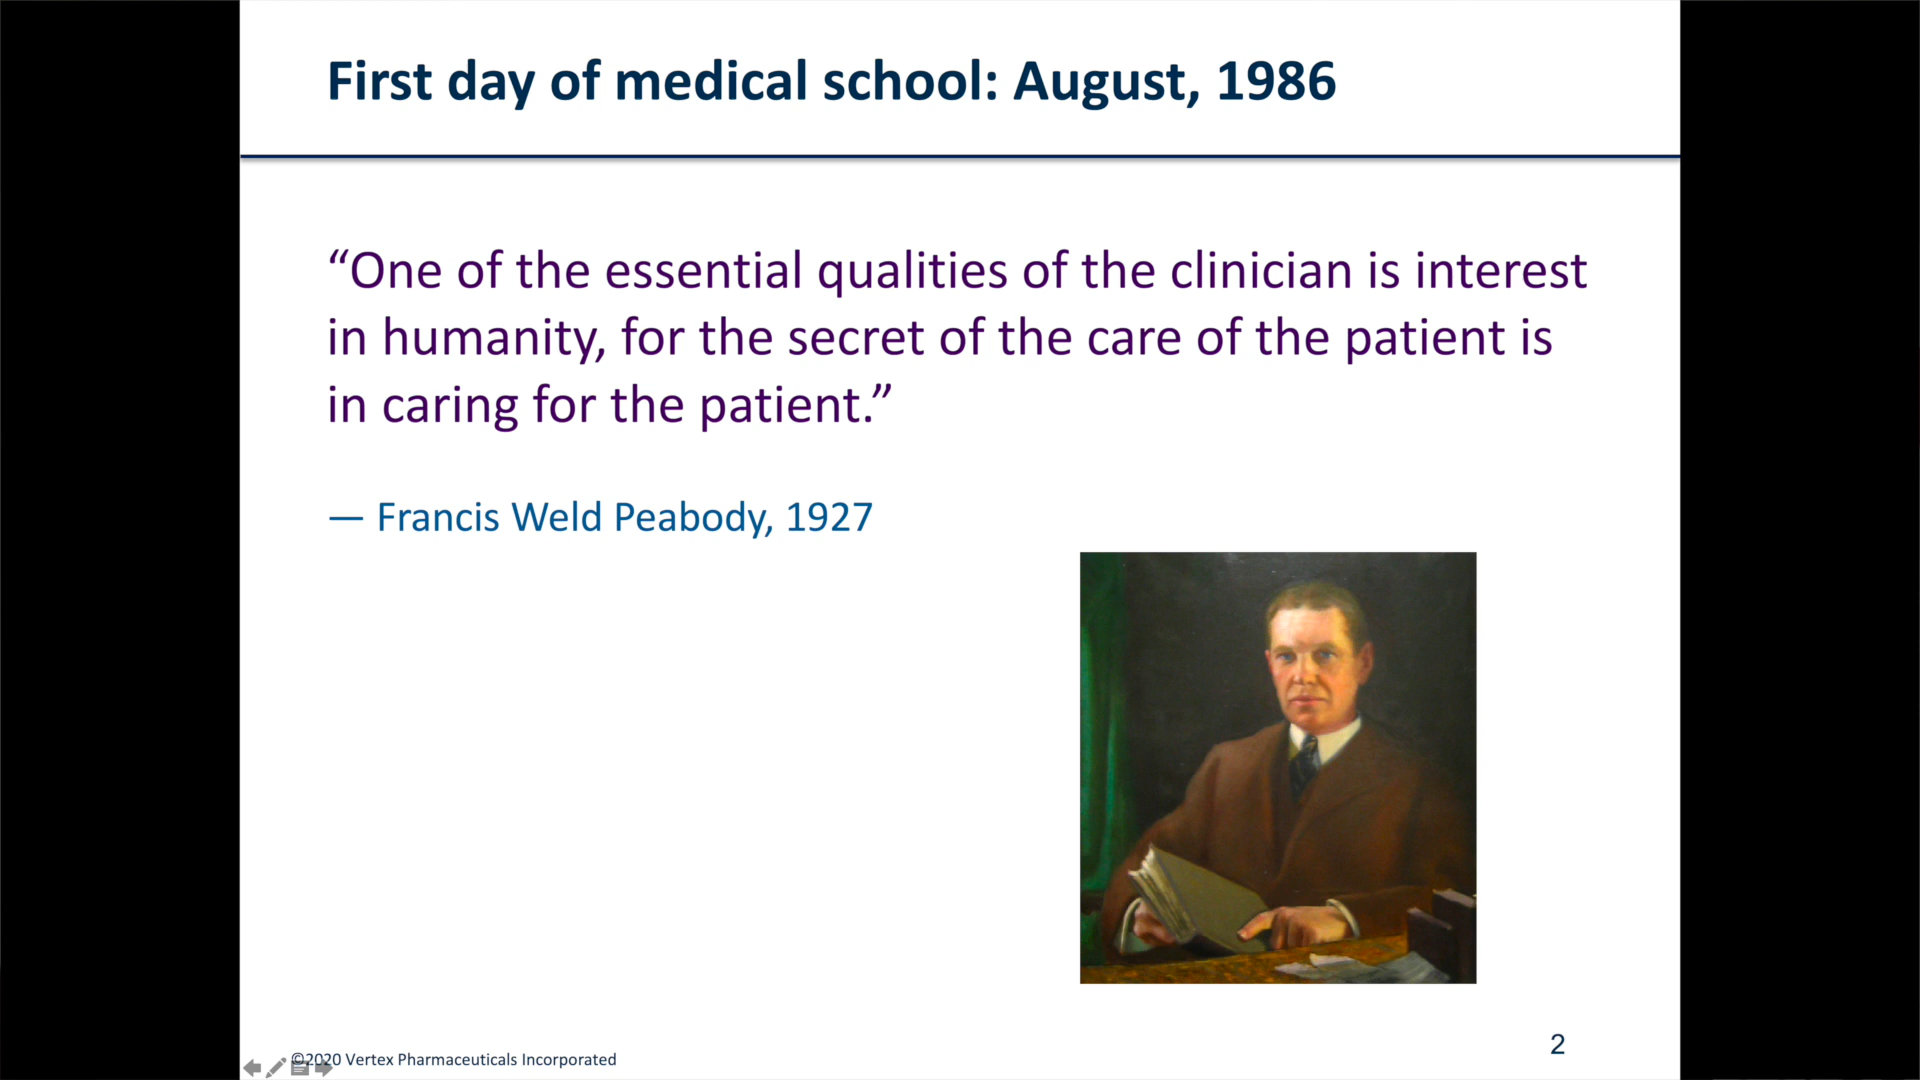 First day of medical school: August, 1986
“One of the essential qualities of the clinician is interest
in humanity, for the secret of the care of the patient is
in caring for the patient.”
— Francis Weld Peabody, 1927
©2020 Vertex Pharmaceuticals Incorporated
2